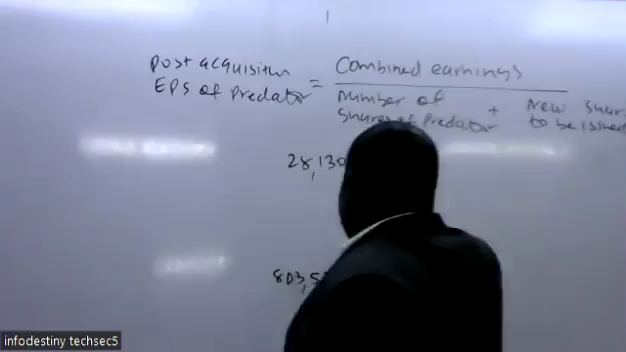 Post acquisition
EPS of Predator = Combined earnings
Number of Shares of Predator + New Shar
to be issued
28,130
803,5
infodestiny techsec5